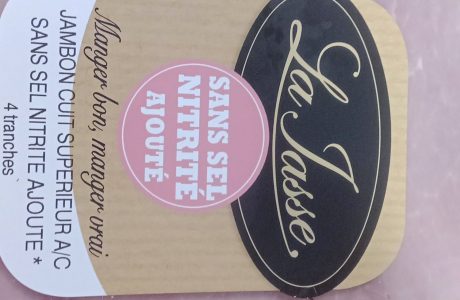 La Jasse
SANS SEL
NITRITÉ
AJOUTÉ
Manger bon, manger vrai
JAMBON CUIT SUPERIEUR A/C
SANS SEL NITRITE AJOUTE *
4 tranches